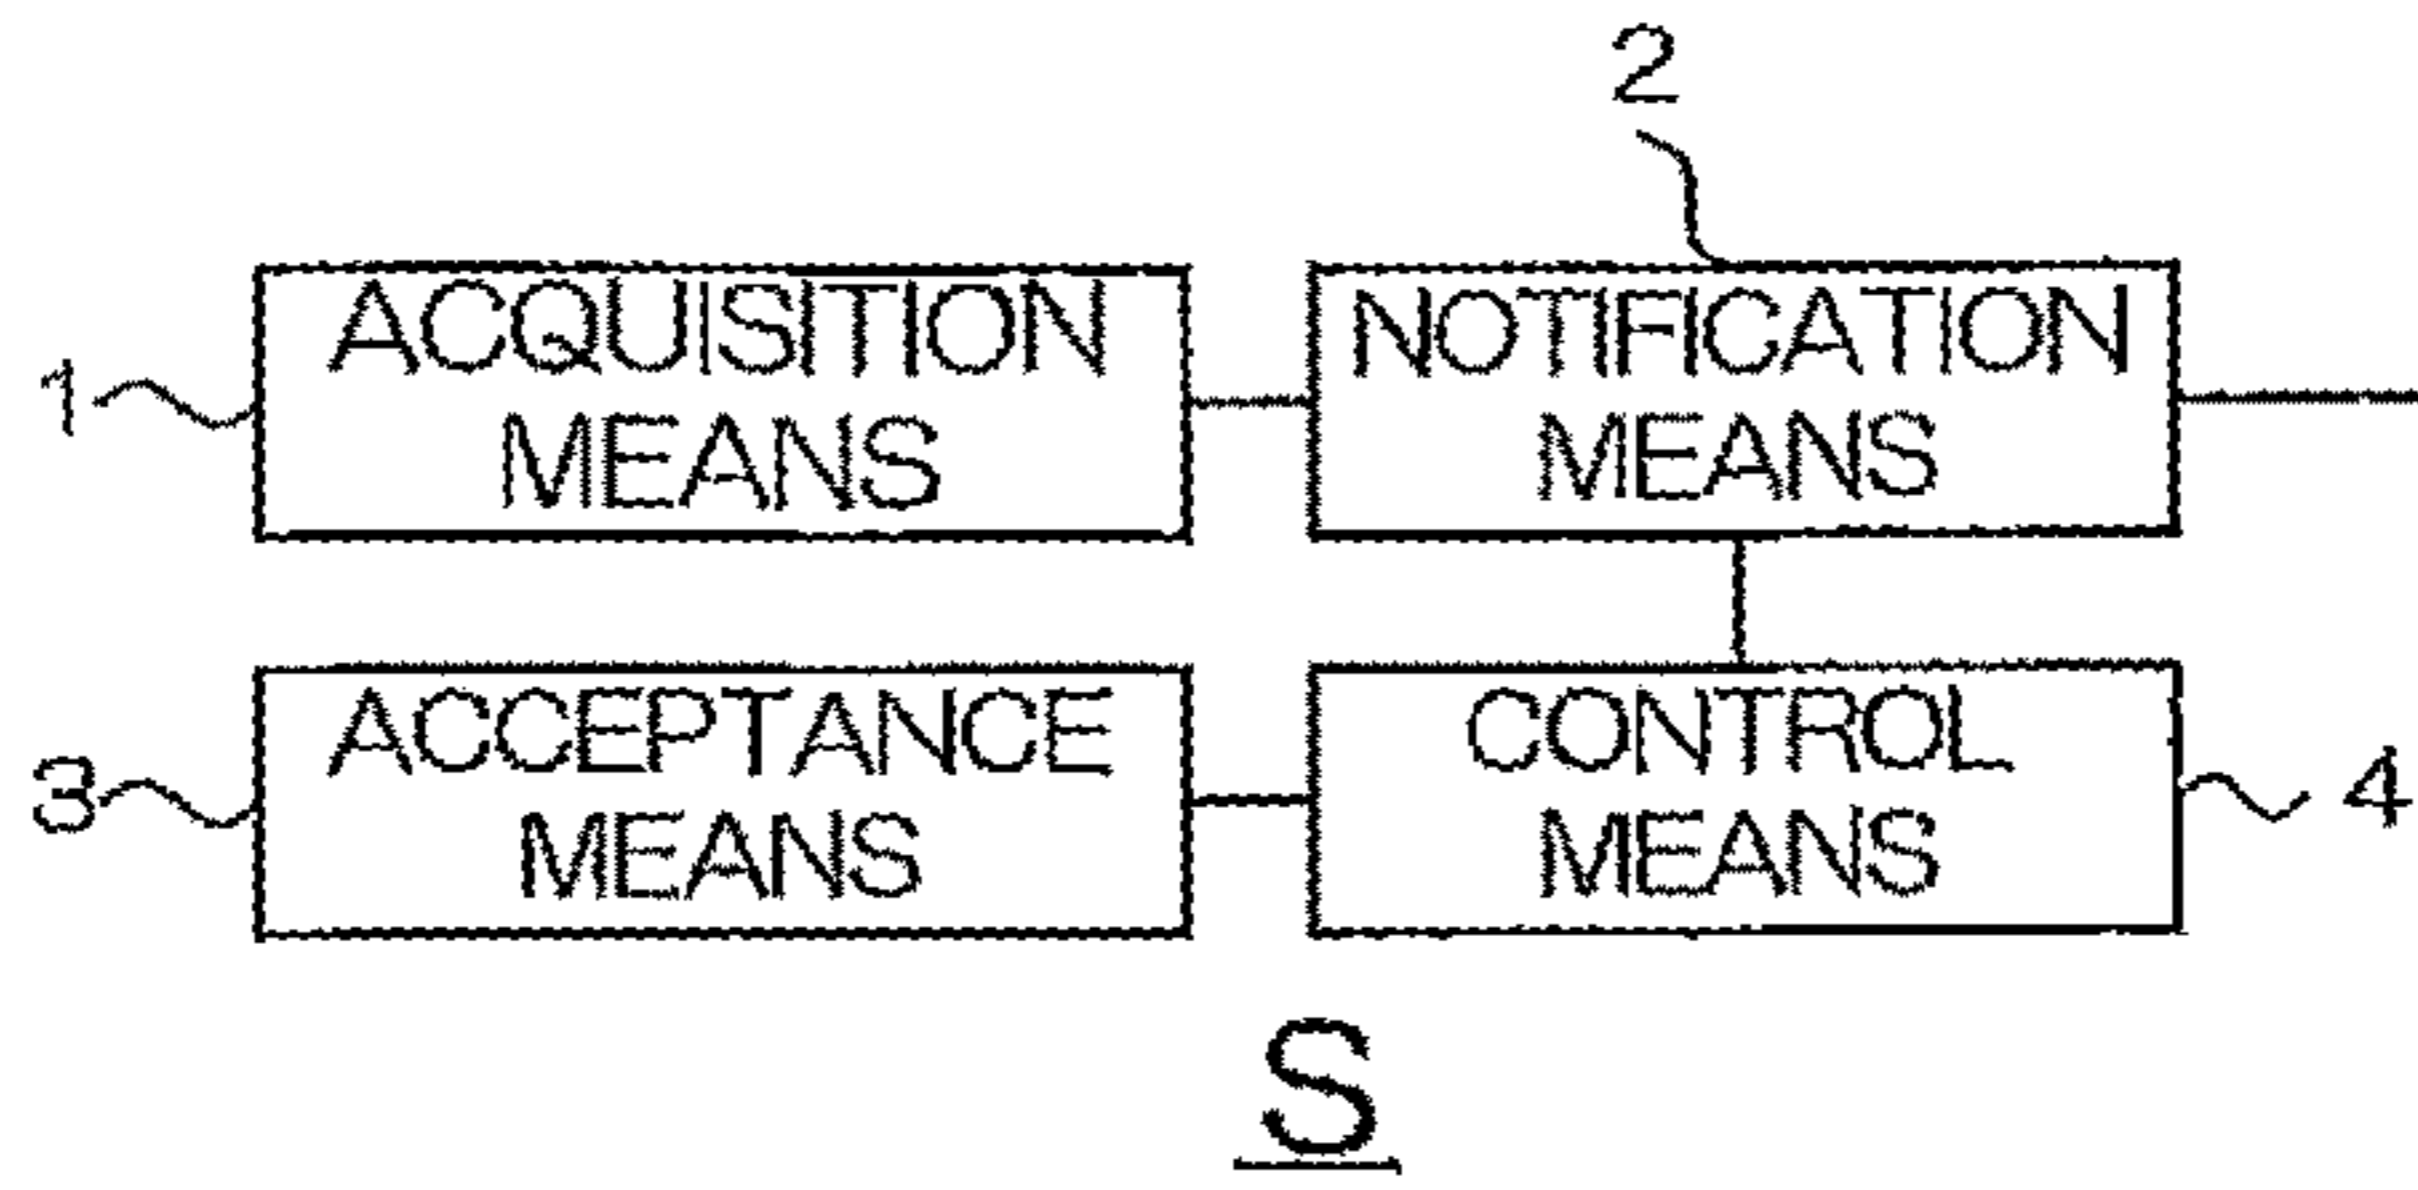 2
ACQUISITION
MEANS
NOTIFICATION
MEANS
1
ACCEPTANCE
MEANS
CONTROL
MEANS
3
4
S